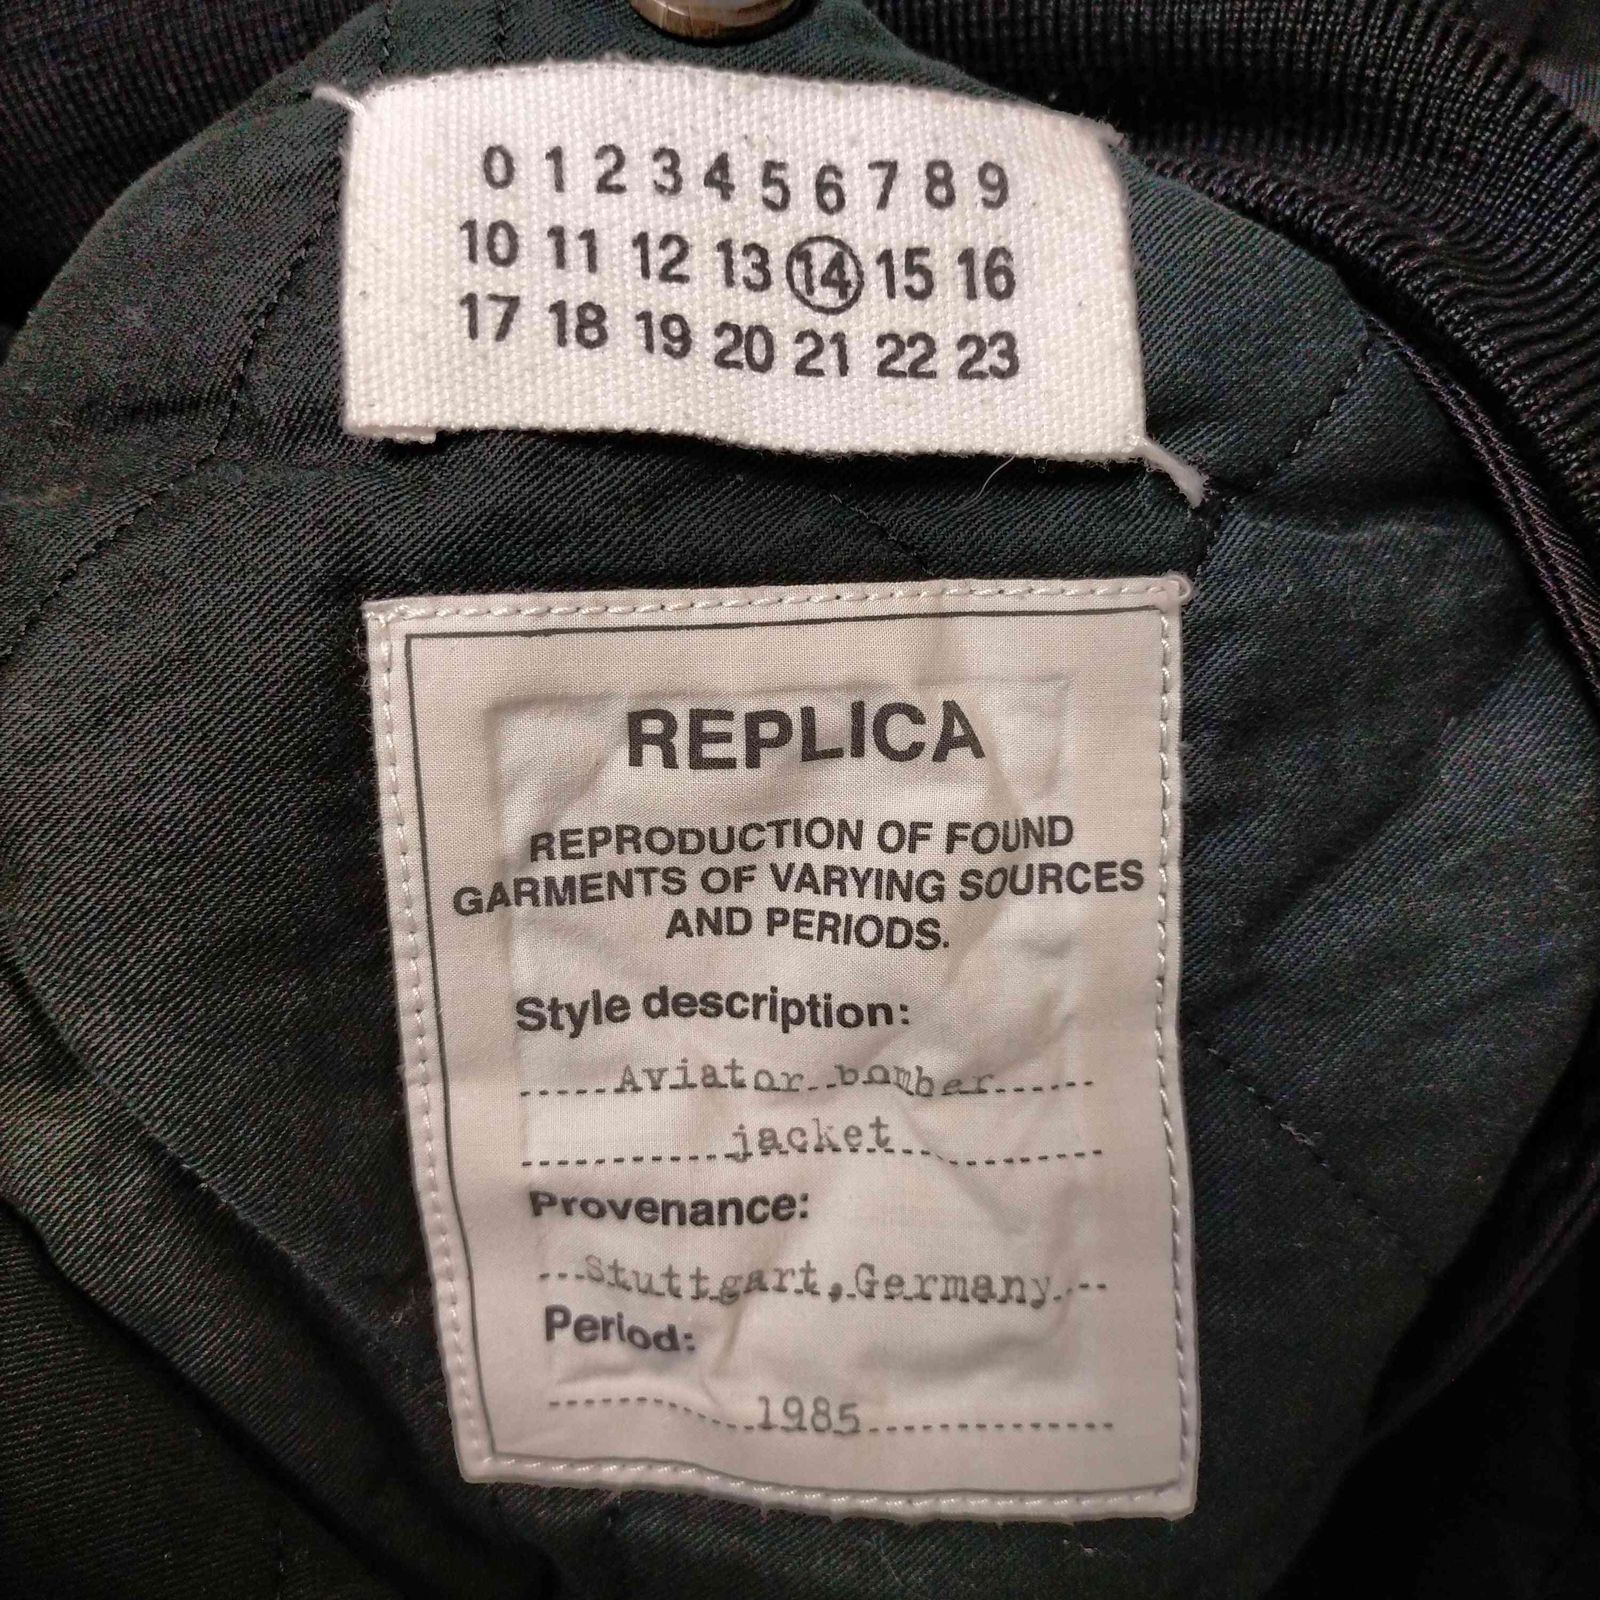 0 1 2 3 4 5 6 7 8 9
10 11 12 13 14 15 16
17 18 19 20 21 22 23
REPLICA
REPRODUCTION OF FOUND
GARMENTS OF VARYING SOURCES
AND PERIODS.
Style description:
Aviator bomber
jacket
Provenance:
Stuttgart, Germany
Period:
1985